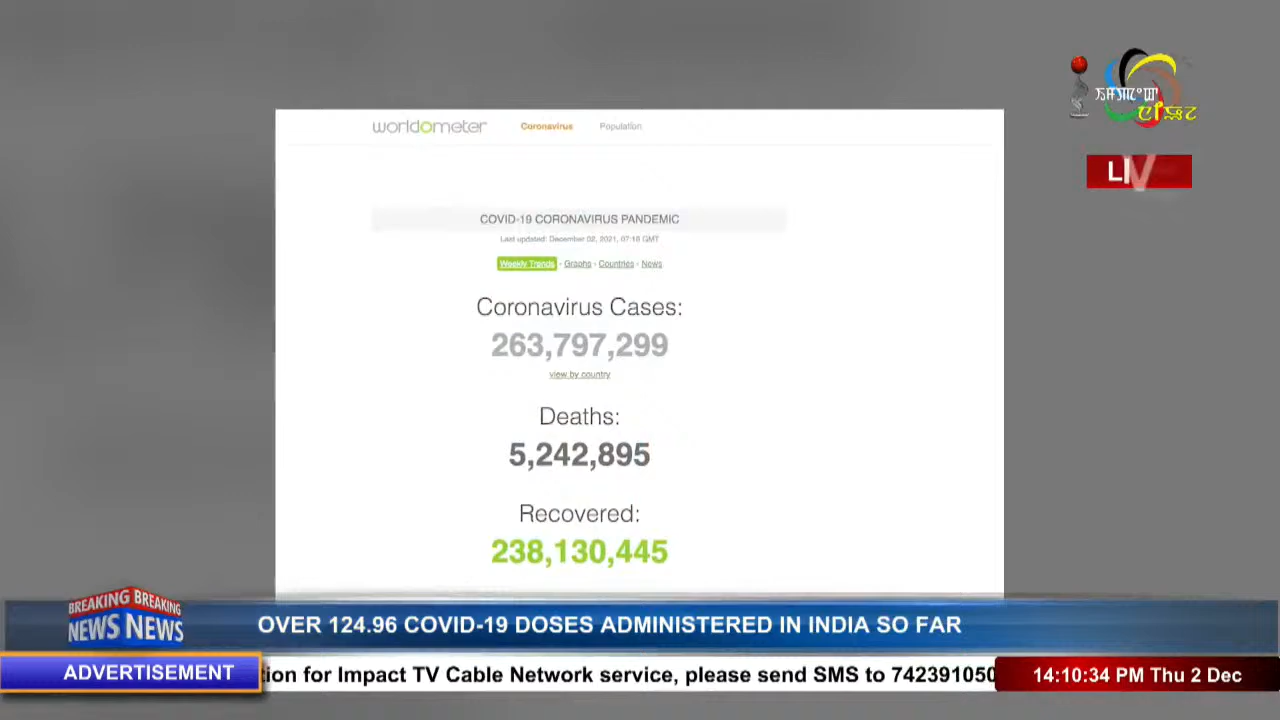 worldometer Coronavirus Population
COVID-19 CORONAVIRUS PANDEMIC
Last updated: December 02, 2021, 07:18 GMT
Weekly Trends - Graphs - Countries - News
Coronavirus Cases:
263,797,299
view by country
Deaths:
5,242,895
Recovered:
238,130,445
LIV
BREAKING BREAKING
NEWS NEWS
OVER 124.96 COVID-19 DOSES ADMINISTERED IN INDIA SO FAR
ADVERTISEMENT
ion for Impact TV Cable Network service, please send SMS to 742391050
14:10:34 PM Thu 2 Dec